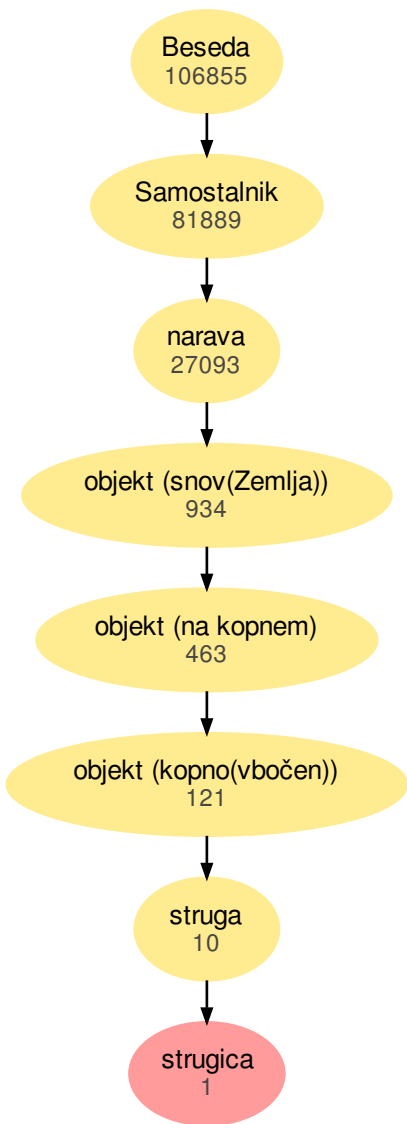 Beseda
106855
Samostalnik
81889
narava
27093
objekt (snov(Zemlja))
934
objekt (na kopnem)
463
objekt (kopno(vbočen))
121
struga
10
strugica
1